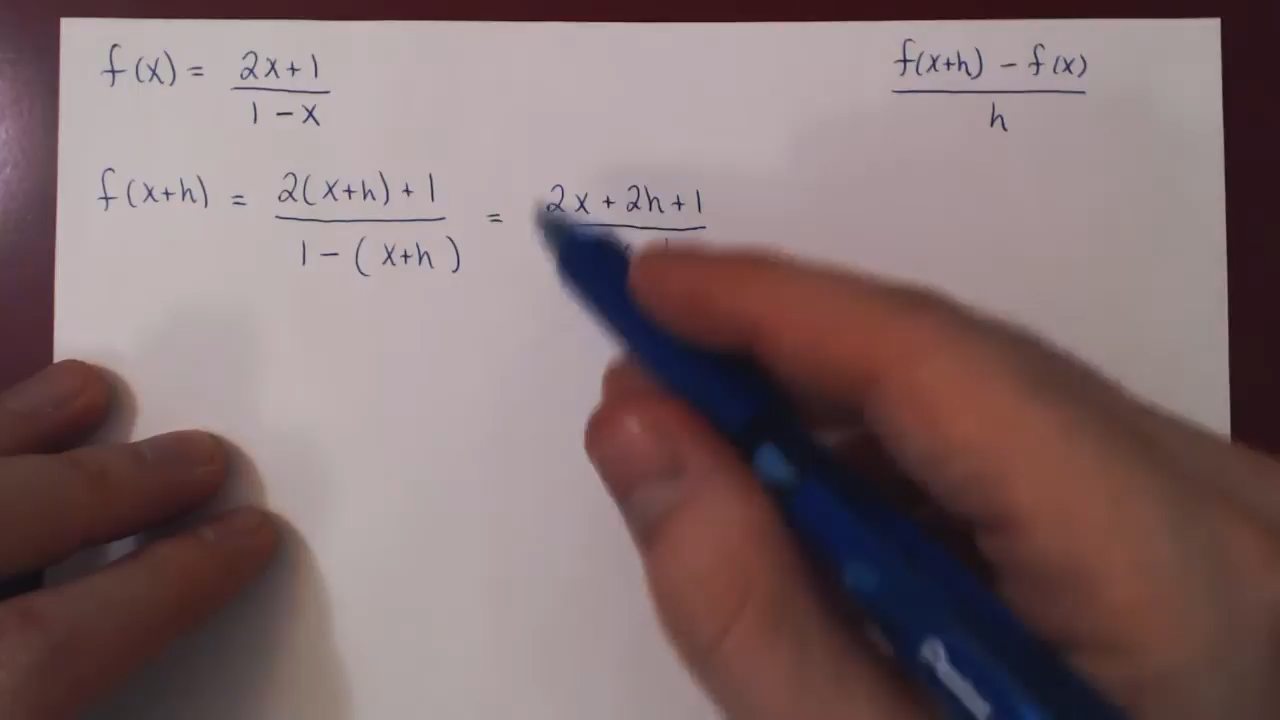 f(x) = (2x+1)/(1-x)
(f(x+h) - f(x))/h
f(x+h) = (2(x+h)+1)/(1-(x+h)) = (2x+2h+1)/